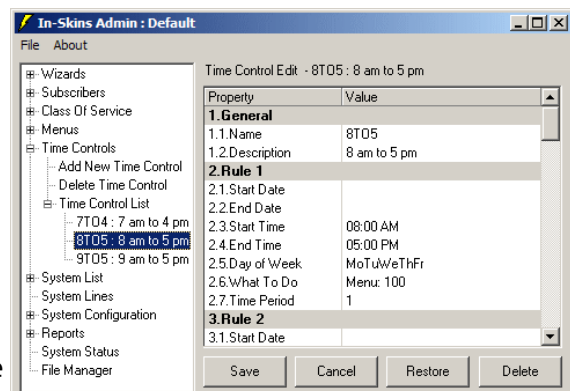 In-Skins Admin : Default
File About
Wizards
Subscribers
Class Of Service
Menus
Time Controls
Add New Time Control
Delete Time Control
Time Control List
7TO4 : 7 am to 4 pm
8TO5 : 8 am to 5 pm
9TO5 : 9 am to 5 pm
System List
System Lines
System Configuration
Reports
System Status
File Manager
Time Control Edit - 8TO5 : 8 am to 5 pm
Property Value
1.General
1.1.Name 8TO5
1.2.Description 8 am to 5 pm
2.Rule 1
2.1.Start Date
2.2.End Date
2.3.Start Time 08:00 AM
2.4.End Time 05:00 PM
2.5.Day of Week MoTuWeThFr
2.6.What To Do Menu: 100
2.7.Time Period 1
3.Rule 2
3.1.Start Date
Save Cancel Restore Delete
e